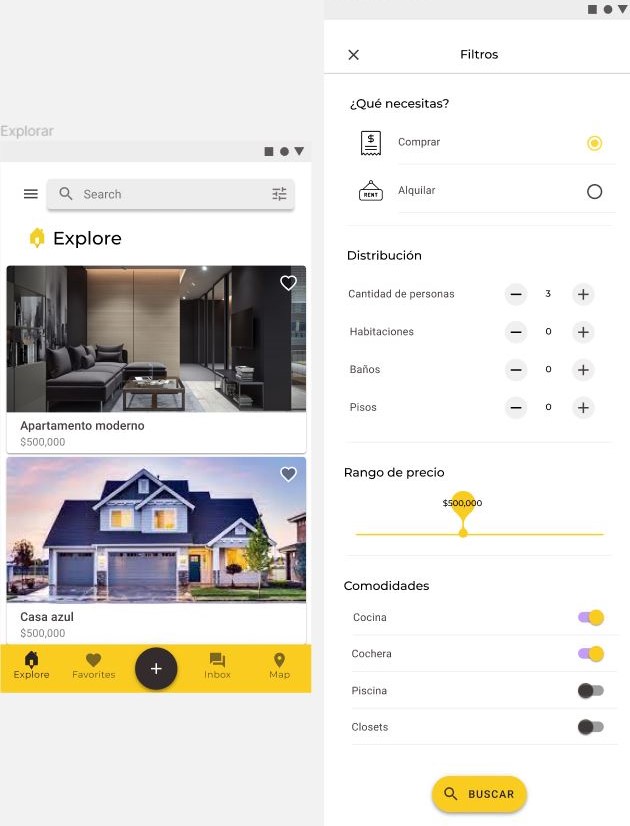 Explorar
Search
Explore
Apartamento moderno
$500,000
Casa azul
$500,000
Explore
Favorites
+
Inbox
Map
Filtros
¿Qué necesitas?
$
Comprar
RENT
Alquilar
Distribución
Cantidad de personas 3
Habitaciones 0
Baños 0
Pisos 0
Rango de precio
$500,000
Comodidades
Cocina
Cochera
Piscina
Closets
BUSCAR